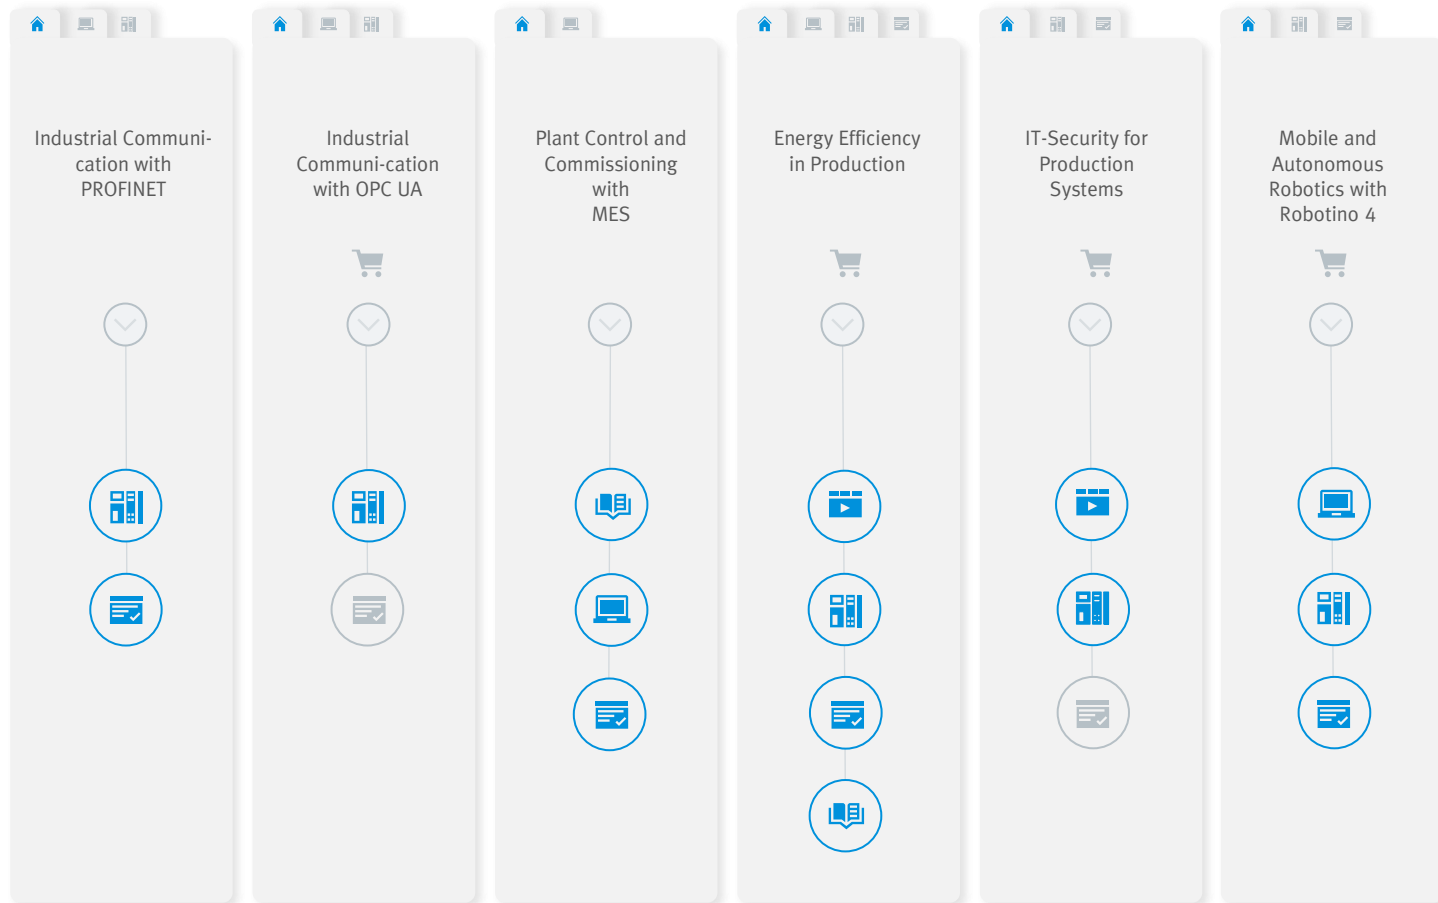 Industrial Communi-
cation with
PROFINET
Industrial
Communi-cation
with OPC UA
Plant Control and
Commissioning
with
MES
Energy Efficiency
in Production
IT-Security for
Production
Systems
Mobile and
Autonomous
Robotics with
Robotino 4